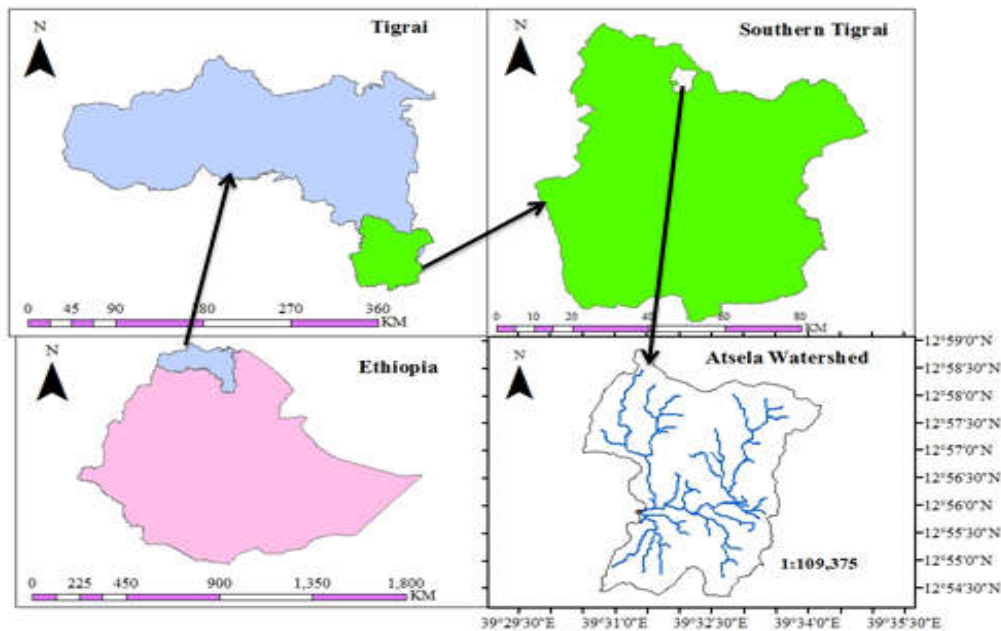 N
Tigrai
0 45 90 180 270 360
KM
N
Southern Tigrai
0 5 10 20 40 60 80
KM
N
Ethiopia
0 225 450 900 1,350 1,800
KM
N
Atsela Watershed
1:109,375
12°59'0"N
12°58'30"N
12°58'0"N
12°57'30"N
12°57'0"N
12°56'30"N
12°56'0"N
12°55'30"N
12°55'0"N
12°54'30"N
39°29'30"E 39°31'0"E 39°32'30"E 39°34'0"E 39°35'30"E